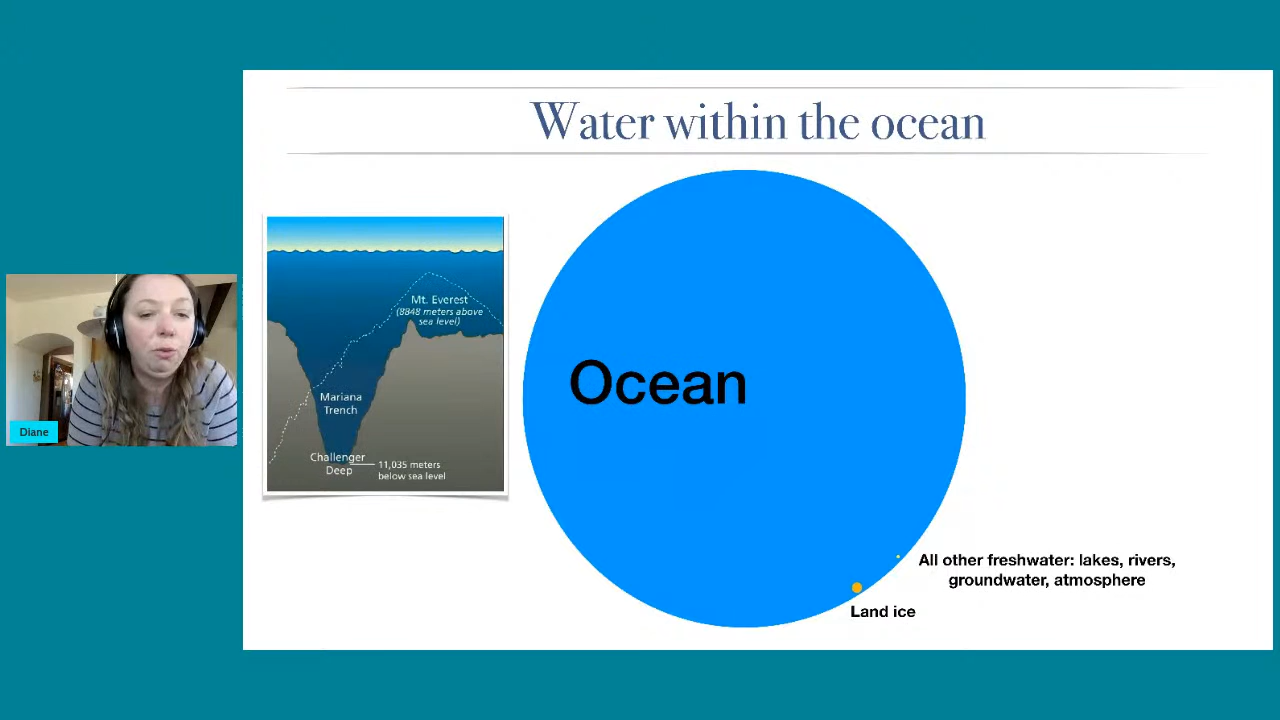 Water within the ocean
Mt. Everest
(8848 meters above
sea level)
Mariana
Trench
Challenger
Deep
11,035 meters
below sea level
Ocean
All other freshwater: lakes, rivers,
groundwater, atmosphere
Land ice
Diane